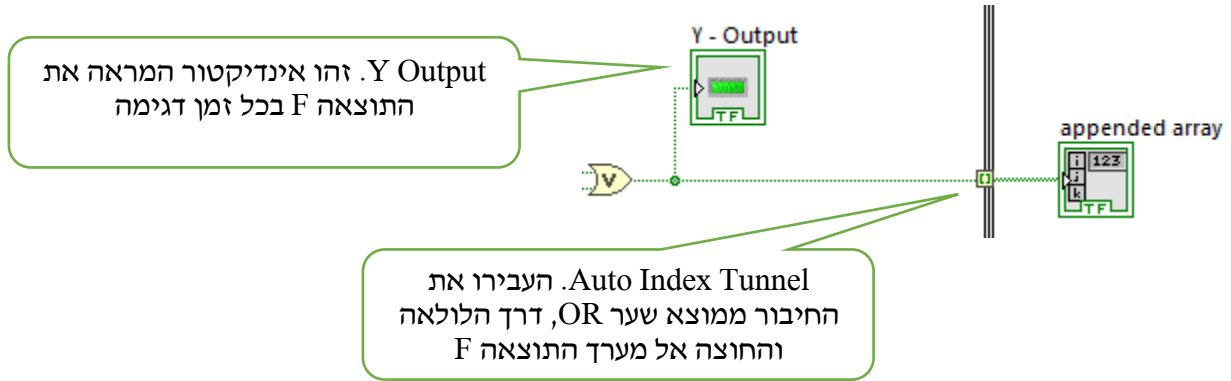 Y - Output
Y Output. זהו אינדיקטור המראה את
התוצאה F בכל זמן דגימה
TF
appended array
i 123
j
k
TF
V
Auto Index Tunnel. העבירו את
החיבור ממוצא שער OR, דרך הלולאה
והחוצה אל מערך התוצאה F